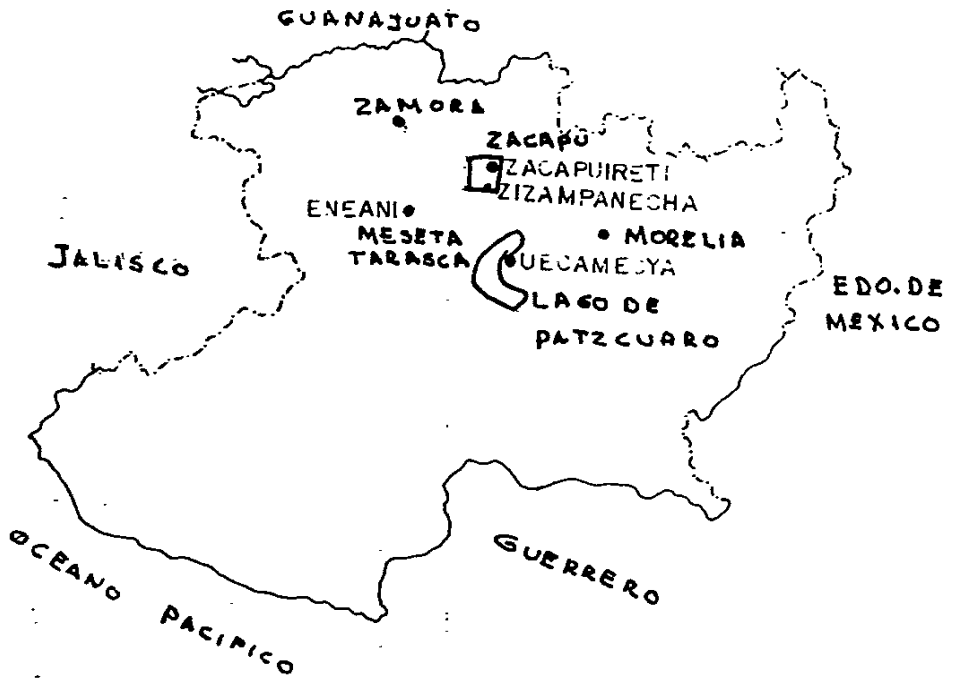 GUANAJUATO
ZAMORA
ZACAPU
ZACAPUIRETI
ZIZAMPANECHA
ENEANI
MESETA
TARASCA
MORELIA
JALISCO
LAGO DE
PATZCUARO
EDO. DE
MEXICO
OCEANO PACIFICO
GUERRERO